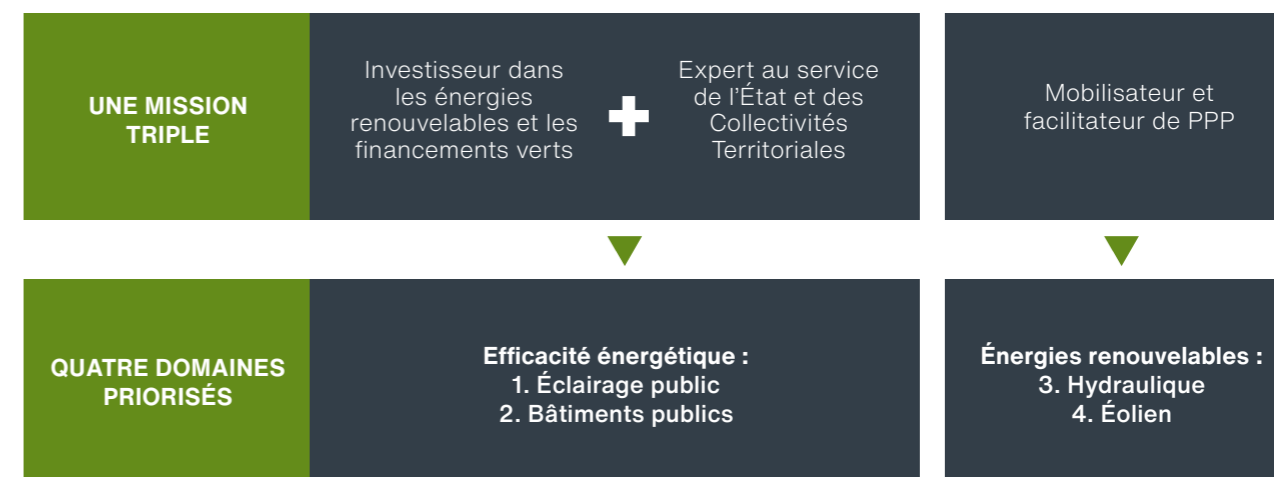 UNE MISSION
TRIPLE
Investisseur dans
les énergies
renouvelables et les
financements verts
+
Expert au service
de l'État et des
Collectivités
Territoriales
Mobilisateur et
facilitateur de PPP
QUATRE DOMAINES
PRIORISÉS
Efficacité énergétique :
1. Éclairage public
2. Bâtiments publics
Énergies renouvelables :
3. Hydraulique
4. Éolien